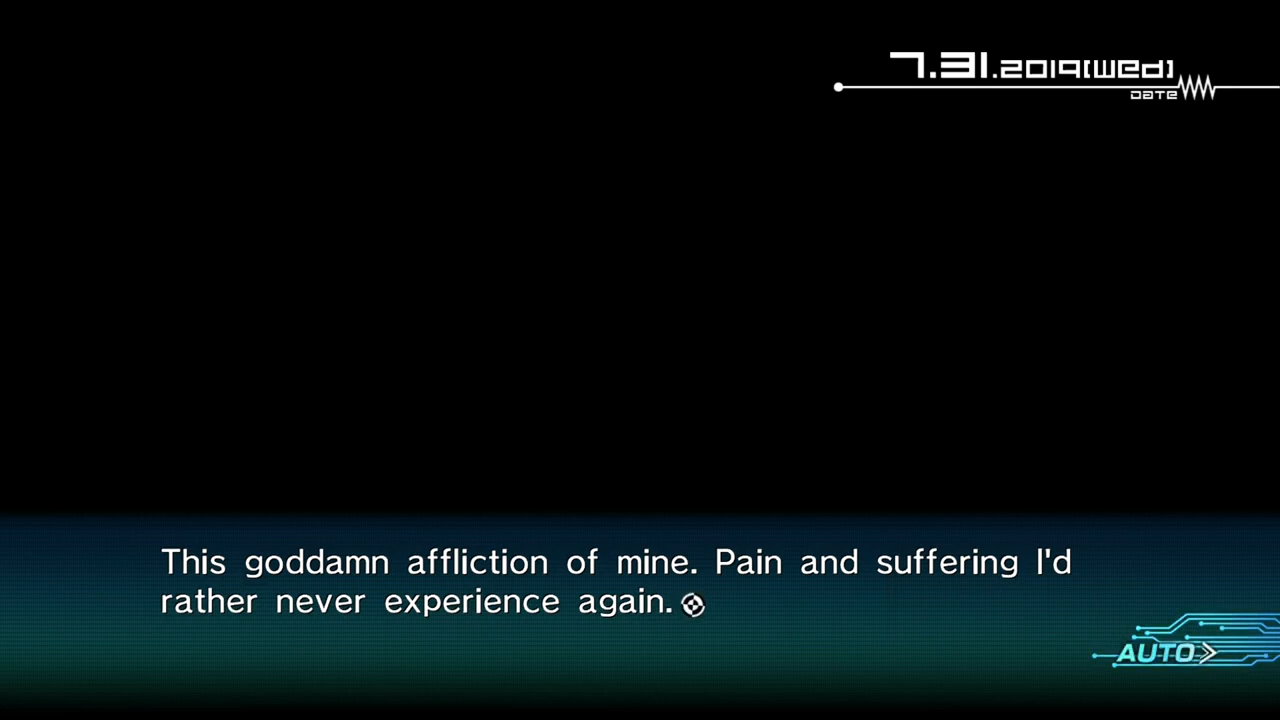 7.31.2019[wed]
DATE
This goddamn affliction of mine. Pain and suffering I'd
rather never experience again.
AUTO